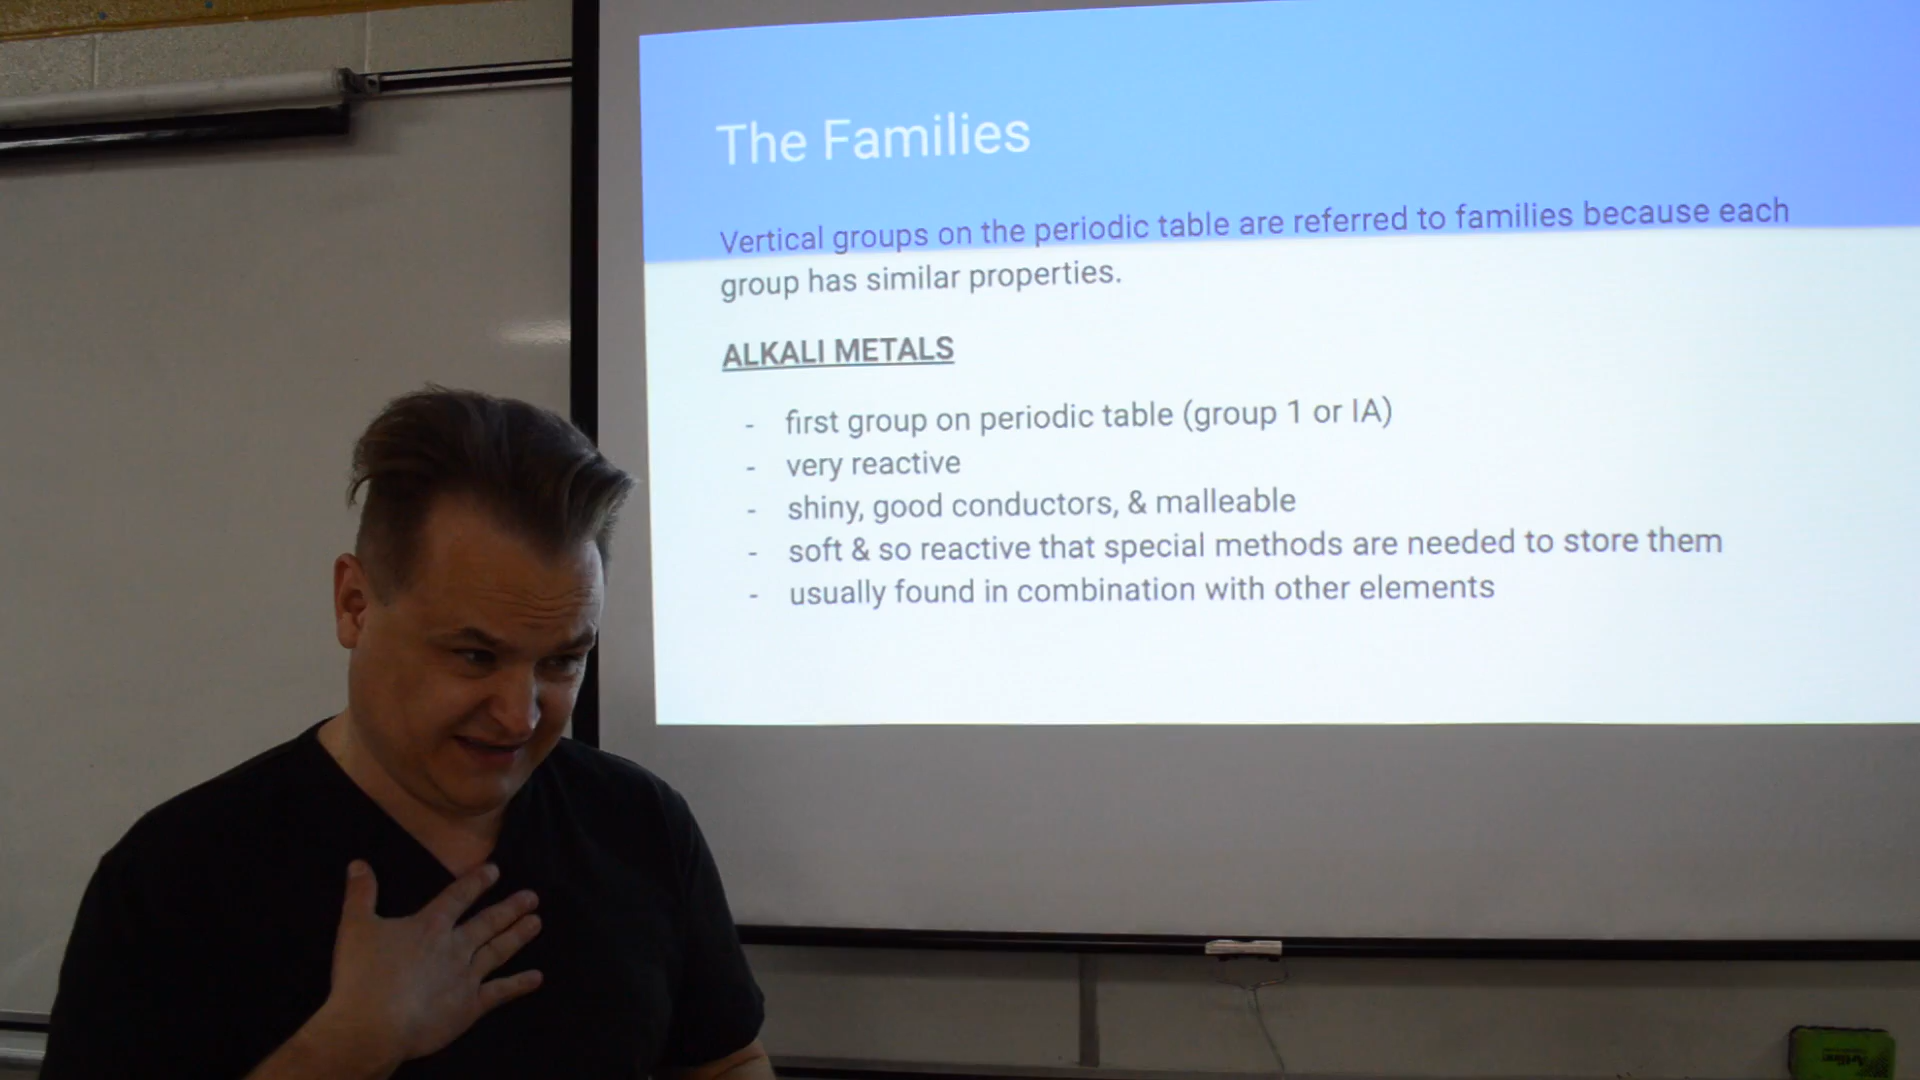 The Families
Vertical groups on the periodic table are referred to families because each
group has similar properties.
ALKALI METALS
- first group on periodic table (group 1 or IA)
- very reactive
- shiny, good conductors, & malleable
- soft & so reactive that special methods are needed to store them
- usually found in combination with other elements